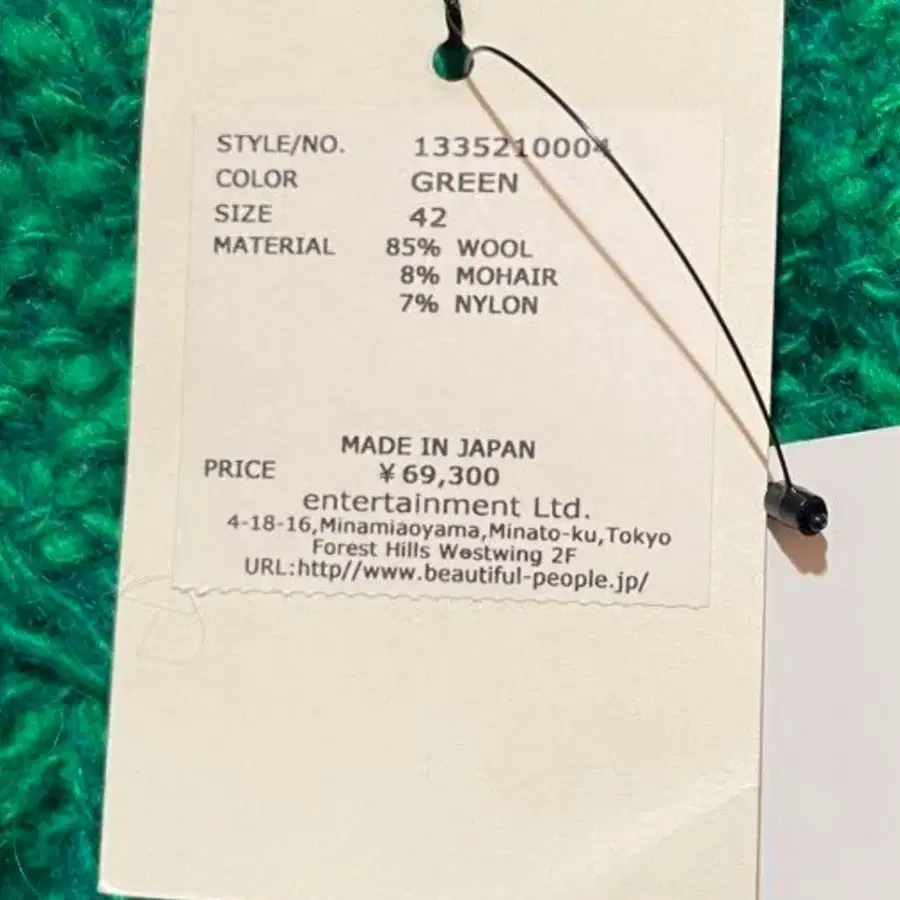 STYLE/NO. 1335210004
COLOR GREEN
SIZE 42
MATERIAL 85% WOOL
8% MOHAIR
7% NYLON
MADE IN JAPAN
PRICE ¥69,300
entertainment Ltd.
4-18-16,Minamiaoyama,Minato-ku,Tokyo
Forest Hills Westwing 2F
URL:http//www.beautiful-people.jp/